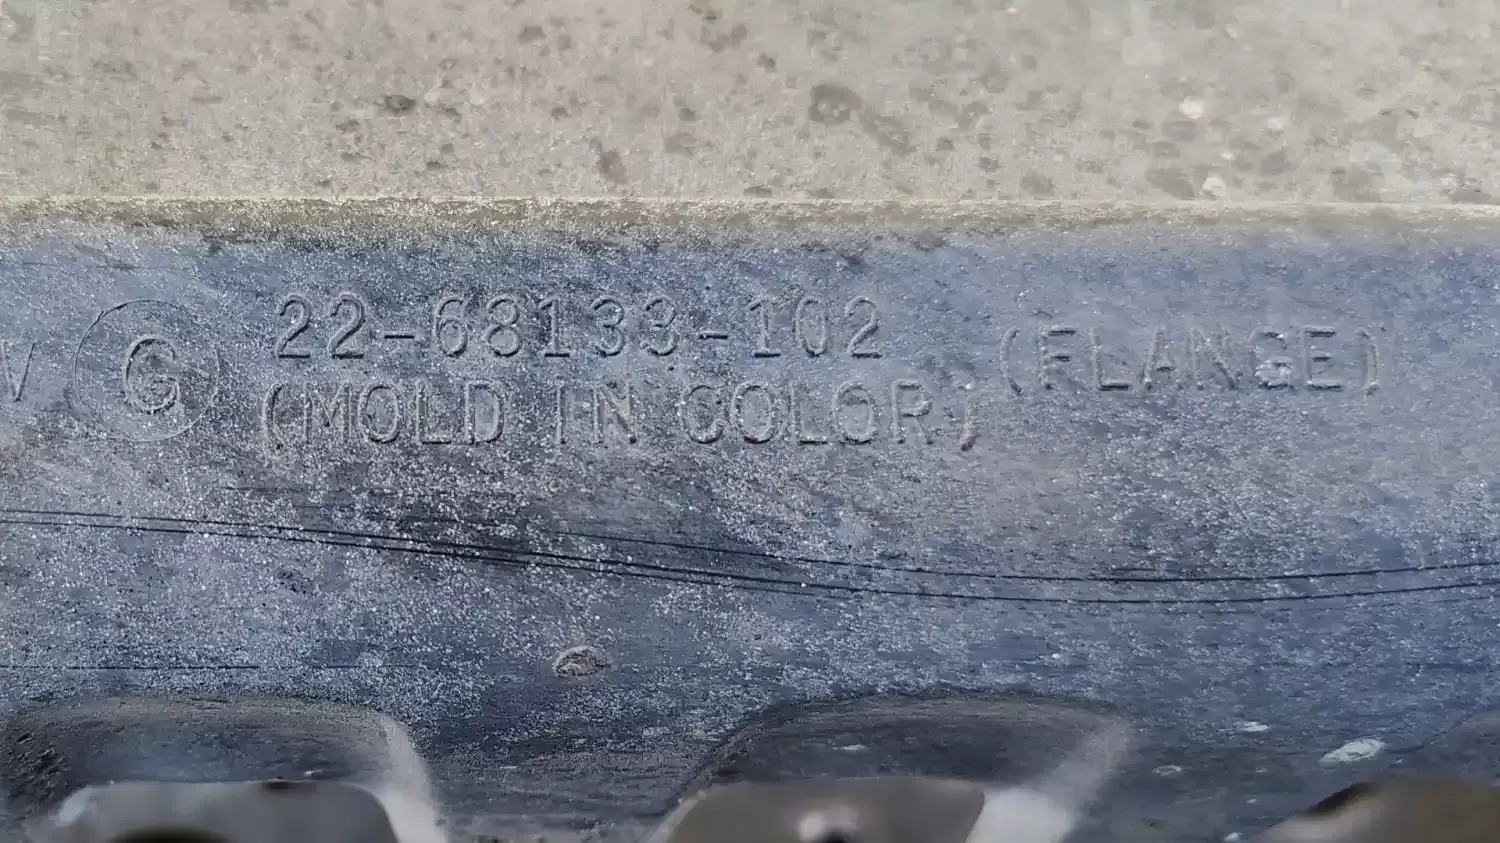 V G 22-68133-102 (FLANGE)
(MOLD IN COLOR)